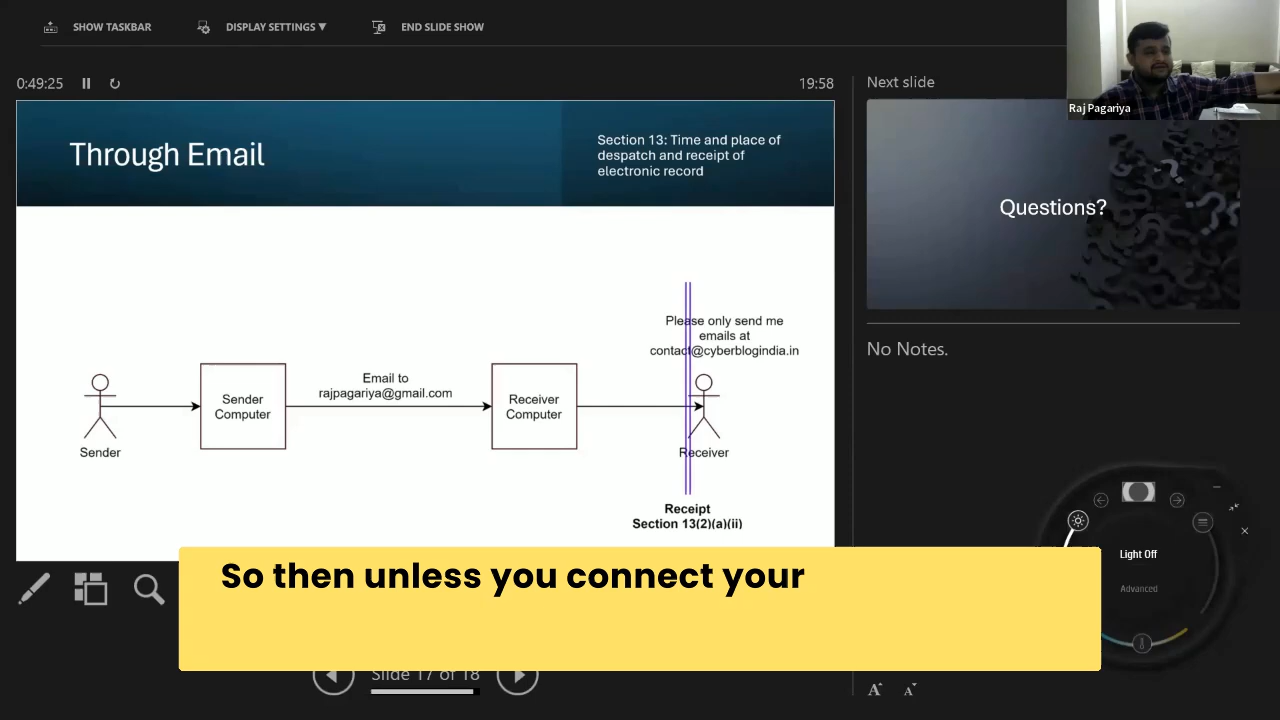 SHOW TASKBAR
DISPLAY SETTINGS ▼
END SLIDE SHOW
0:49:25
19:58
Next slide
Raj Pagariya
Through Email
Section 13: Time and place of
despatch and receipt of
electronic record
Questions?
Please only send me
emails at
contact@cyberblogindia.in
No Notes.
Email to
rajpagariya@gmail.com
Sender
Computer
Receiver
Computer
Sender
Receiver
Receipt
Section 13(2)(a)(ii)
Light Off
Advanced
So then unless you connect your
Slide 17 of 18
A A